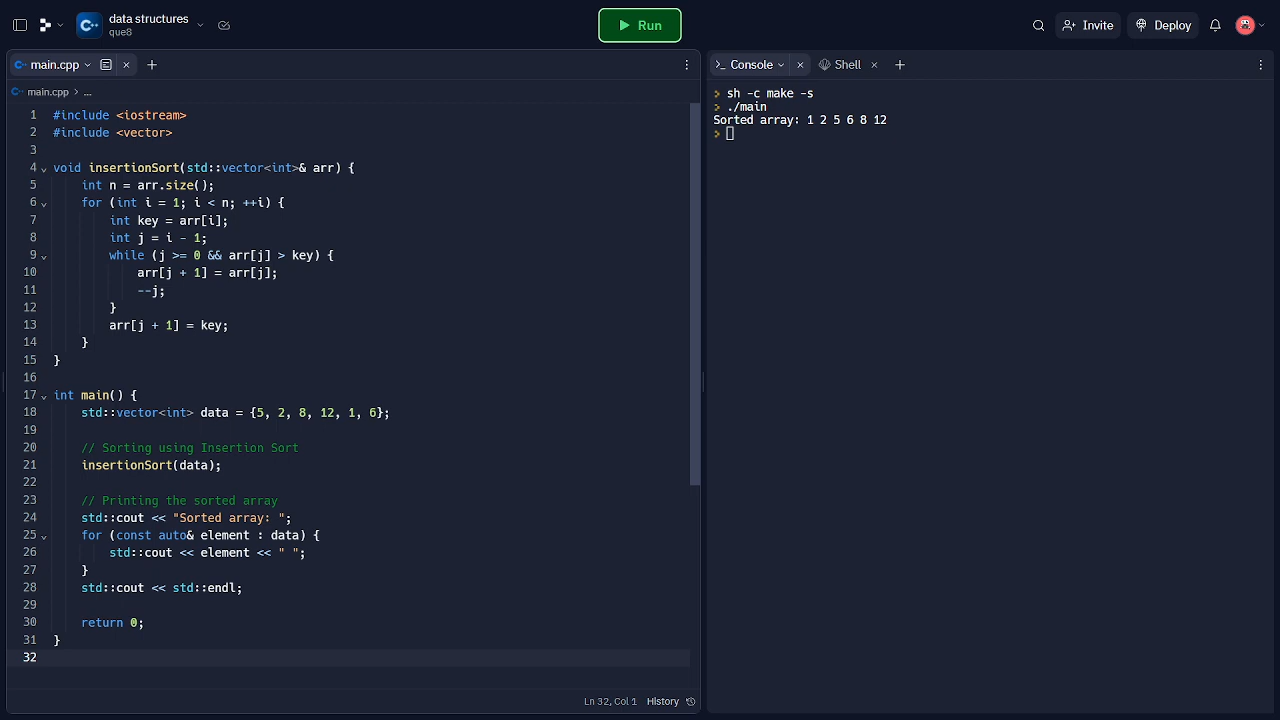 data structures
que8
Run
Invite
Deploy
main.cpp
main.cpp > ...
1 #include <iostream>
2 #include <vector>
3
4 void insertionSort(std::vector<int>& arr) {
5     int n = arr.size();
6     for (int i = 1; i < n; ++i) {
7         int key = arr[i];
8         int j = i - 1;
9         while (j >= 0 && arr[j] > key) {
10             arr[j + 1] = arr[j];
11             --j;
12         }
13         arr[j + 1] = key;
14     }
15 }
16
17 int main() {
18     std::vector<int> data = {5, 2, 8, 12, 1, 6};
19
20     // Sorting using Insertion Sort
21     insertionSort(data);
22
23     // Printing the sorted array
24     std::cout << "Sorted array: ";
25     for (const auto& element : data) {
26         std::cout << element << " ";
27     }
28     std::cout << std::endl;
29
30     return 0;
31 }
32
Ln 32, Col 1 History
Console
Shell
> sh -c make -s
> ./main
Sorted array: 1 2 5 6 8 12
>